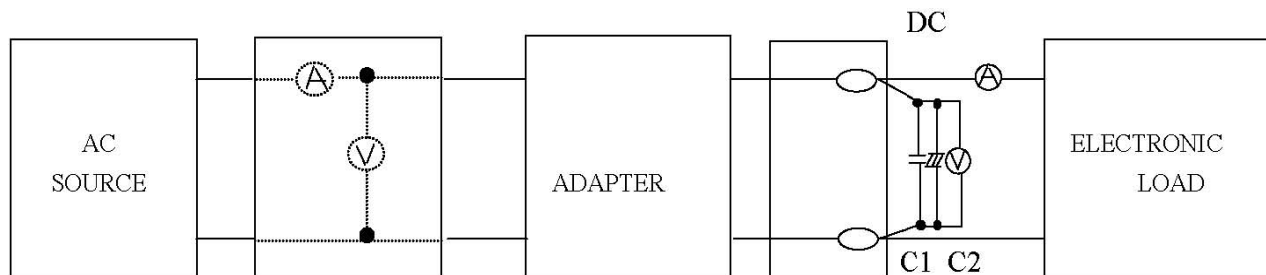 DC
AC
SOURCE
A
V
ADAPTER
A
V
C1 C2
ELECTRONIC
LOAD